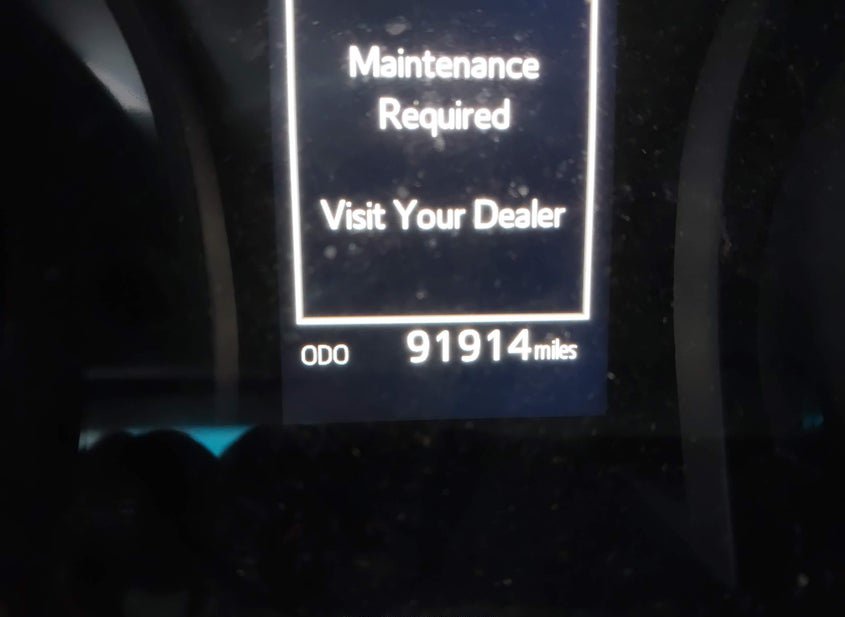 Maintenance
Required
Visit Your Dealer
ODO 91914 miles